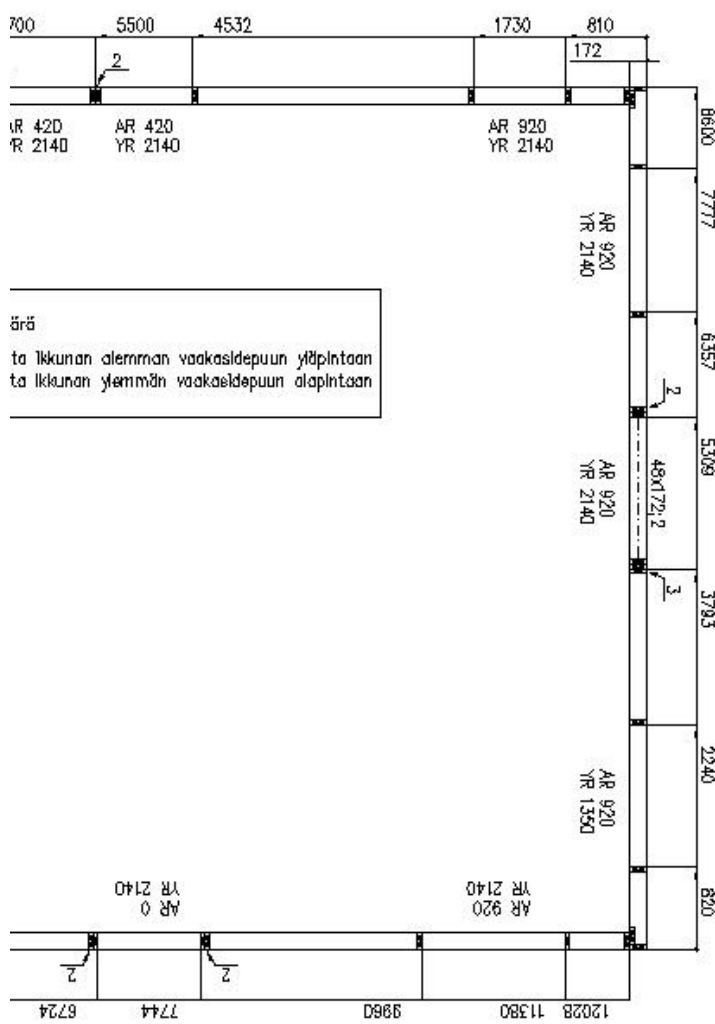 700 5500 4532 1730 810
172
2
AR 420 AR 420 AR 920
YR 2140 YR 2140 YR 2140
8600
7777
AR 920
YR 2140
6357
ärä
ta ikkunan alemman vaakasidepuun yläpintaan
ta ikkunan ylemmän vaakasidepuun alapintaan
2
5309
48x172;2
AR 920
YR 2140
3
3793
2240
AR 920
YR 1350
820
AR 0 AR 920
YR 2140 YR 2140
2 2
6724 7744 9960 11380 12028